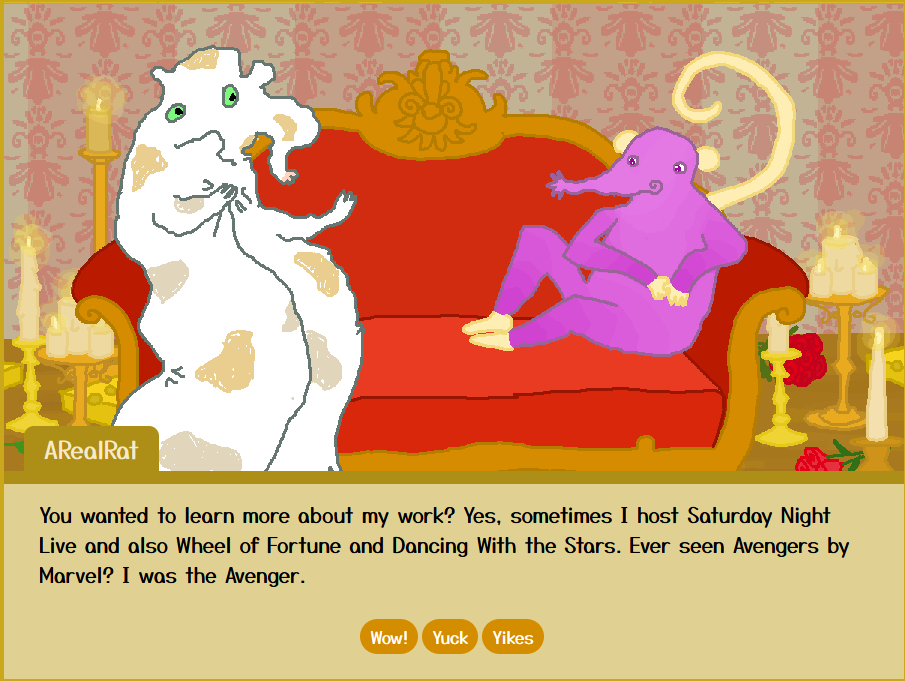 ARealRat
You wanted to learn more about my work? Yes, sometimes I host Saturday Night
Live and also Wheel of Fortune and Dancing With the Stars. Ever seen Avengers by
Marvel? I was the Avenger.
Wow! Yuck Yikes